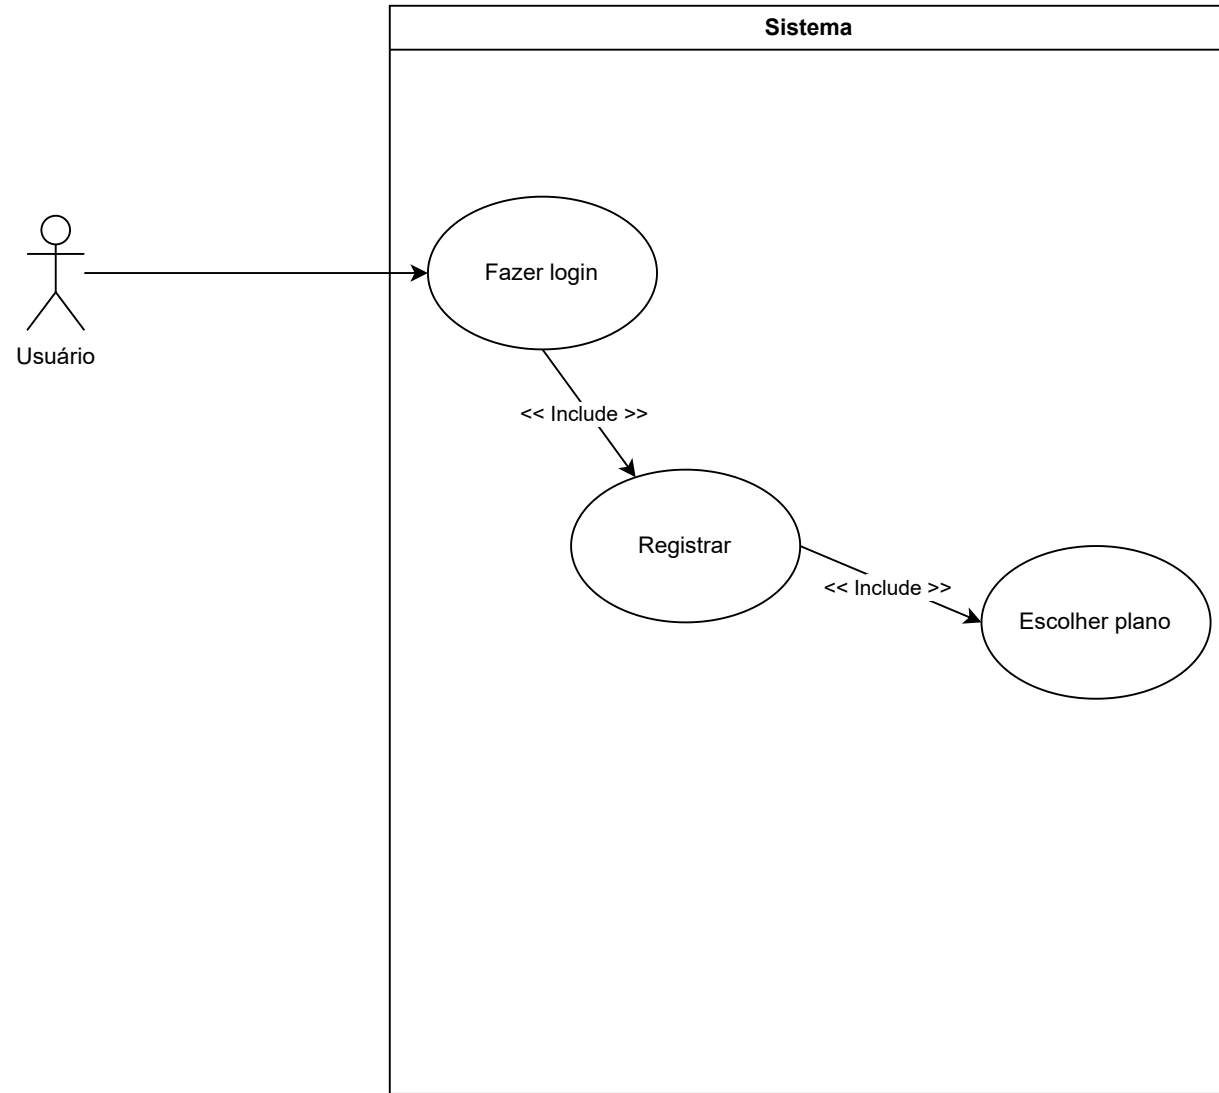 Sistema
Fazer login
Usuário
<< Include >>
Registrar
<< Include >>
Escolher plano